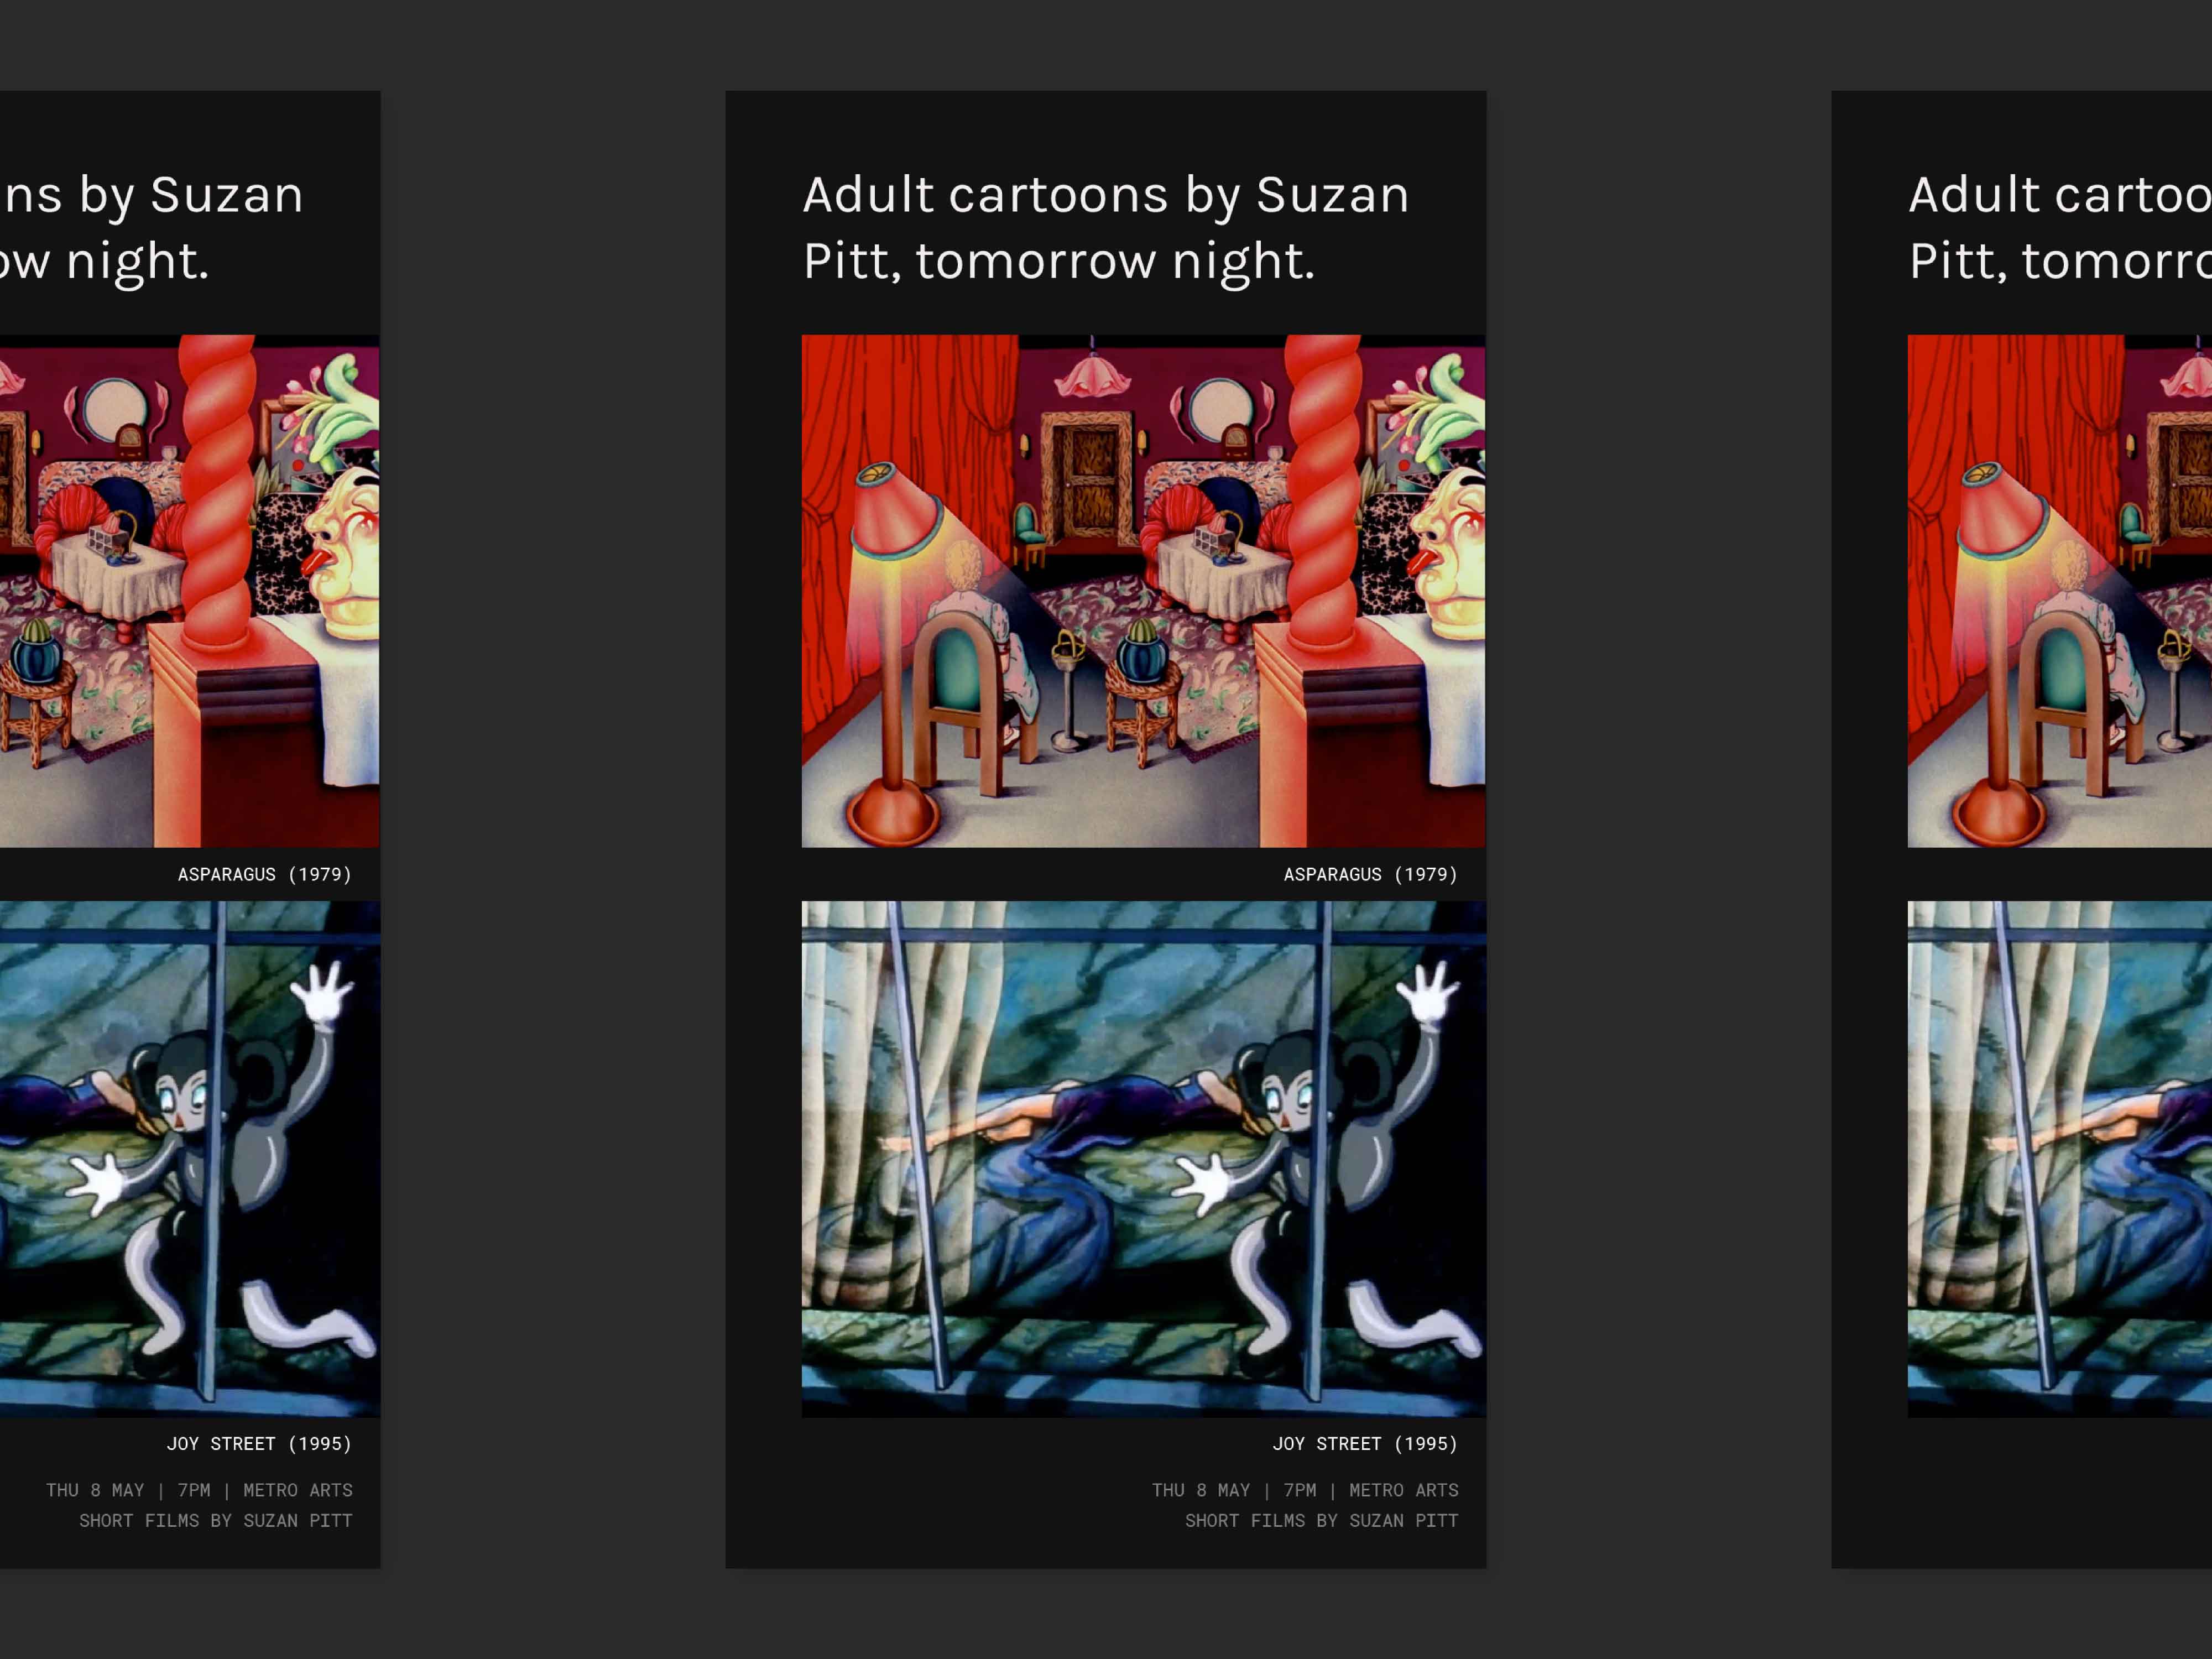 ns by Suzan
ow night.
ASPARAGUS (1979)
JOY STREET (1995)
THU 8 MAY | 7PM | METRO ARTS
SHORT FILMS BY SUZAN PITT
Adult cartoons by Suzan
Pitt, tomorrow night.
ASPARAGUS (1979)
JOY STREET (1995)
THU 8 MAY | 7PM | METRO ARTS
SHORT FILMS BY SUZAN PITT
Adult cartoo
Pitt, tomorro